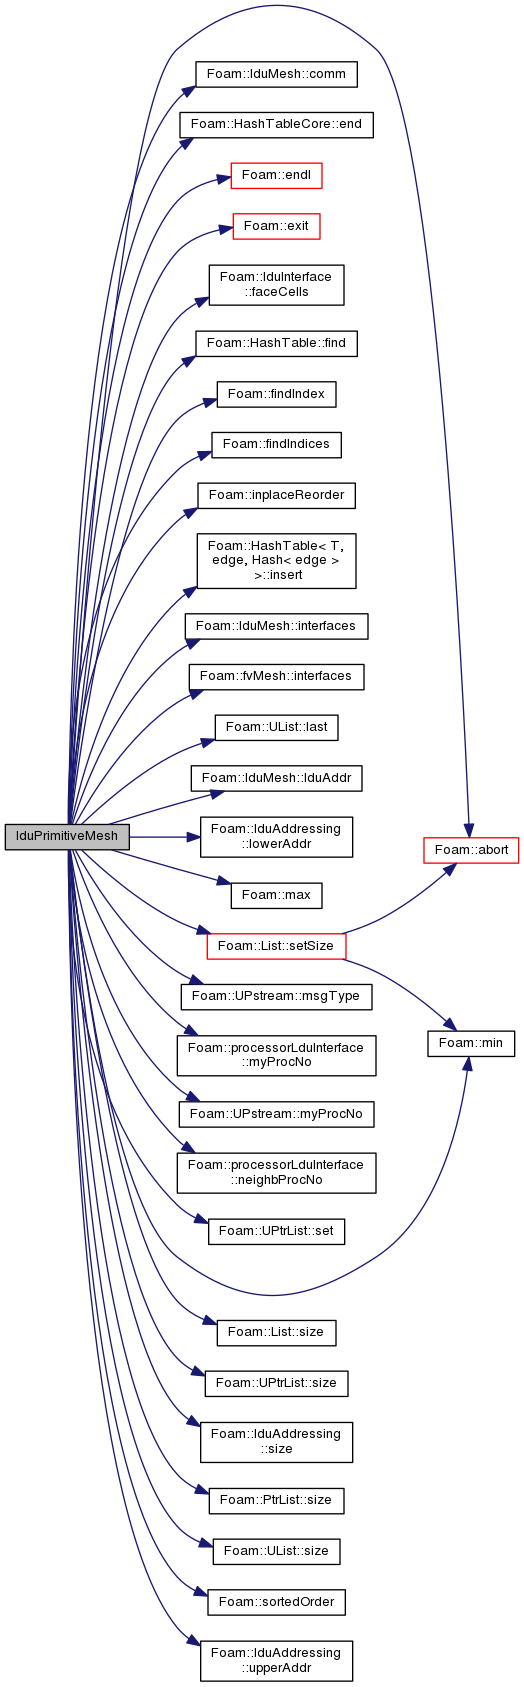 Foam::lduMesh::comm
Foam::HashTableCore::end
Foam::endl
Foam::exit
Foam::lduInterface
::faceCells
Foam::HashTable::find
Foam::findIndex
Foam::findIndices
Foam::inplaceReorder
Foam::HashTable< T,
edge, Hash< edge >
>::insert
Foam::lduMesh::interfaces
Foam::fvMesh::interfaces
Foam::UList::last
Foam::lduMesh::lduAddr
lduPrimitiveMesh
Foam::lduAddressing
::lowerAddr
Foam::abort
Foam::max
Foam::List::setSize
Foam::UPstream::msgType
Foam::min
Foam::processorLduInterface
::myProcNo
Foam::UPstream::myProcNo
Foam::processorLduInterface
::neighbProcNo
Foam::UPtrList::set
Foam::List::size
Foam::UPtrList::size
Foam::lduAddressing
::size
Foam::PtrList::size
Foam::UList::size
Foam::sortedOrder
Foam::lduAddressing
::upperAddr